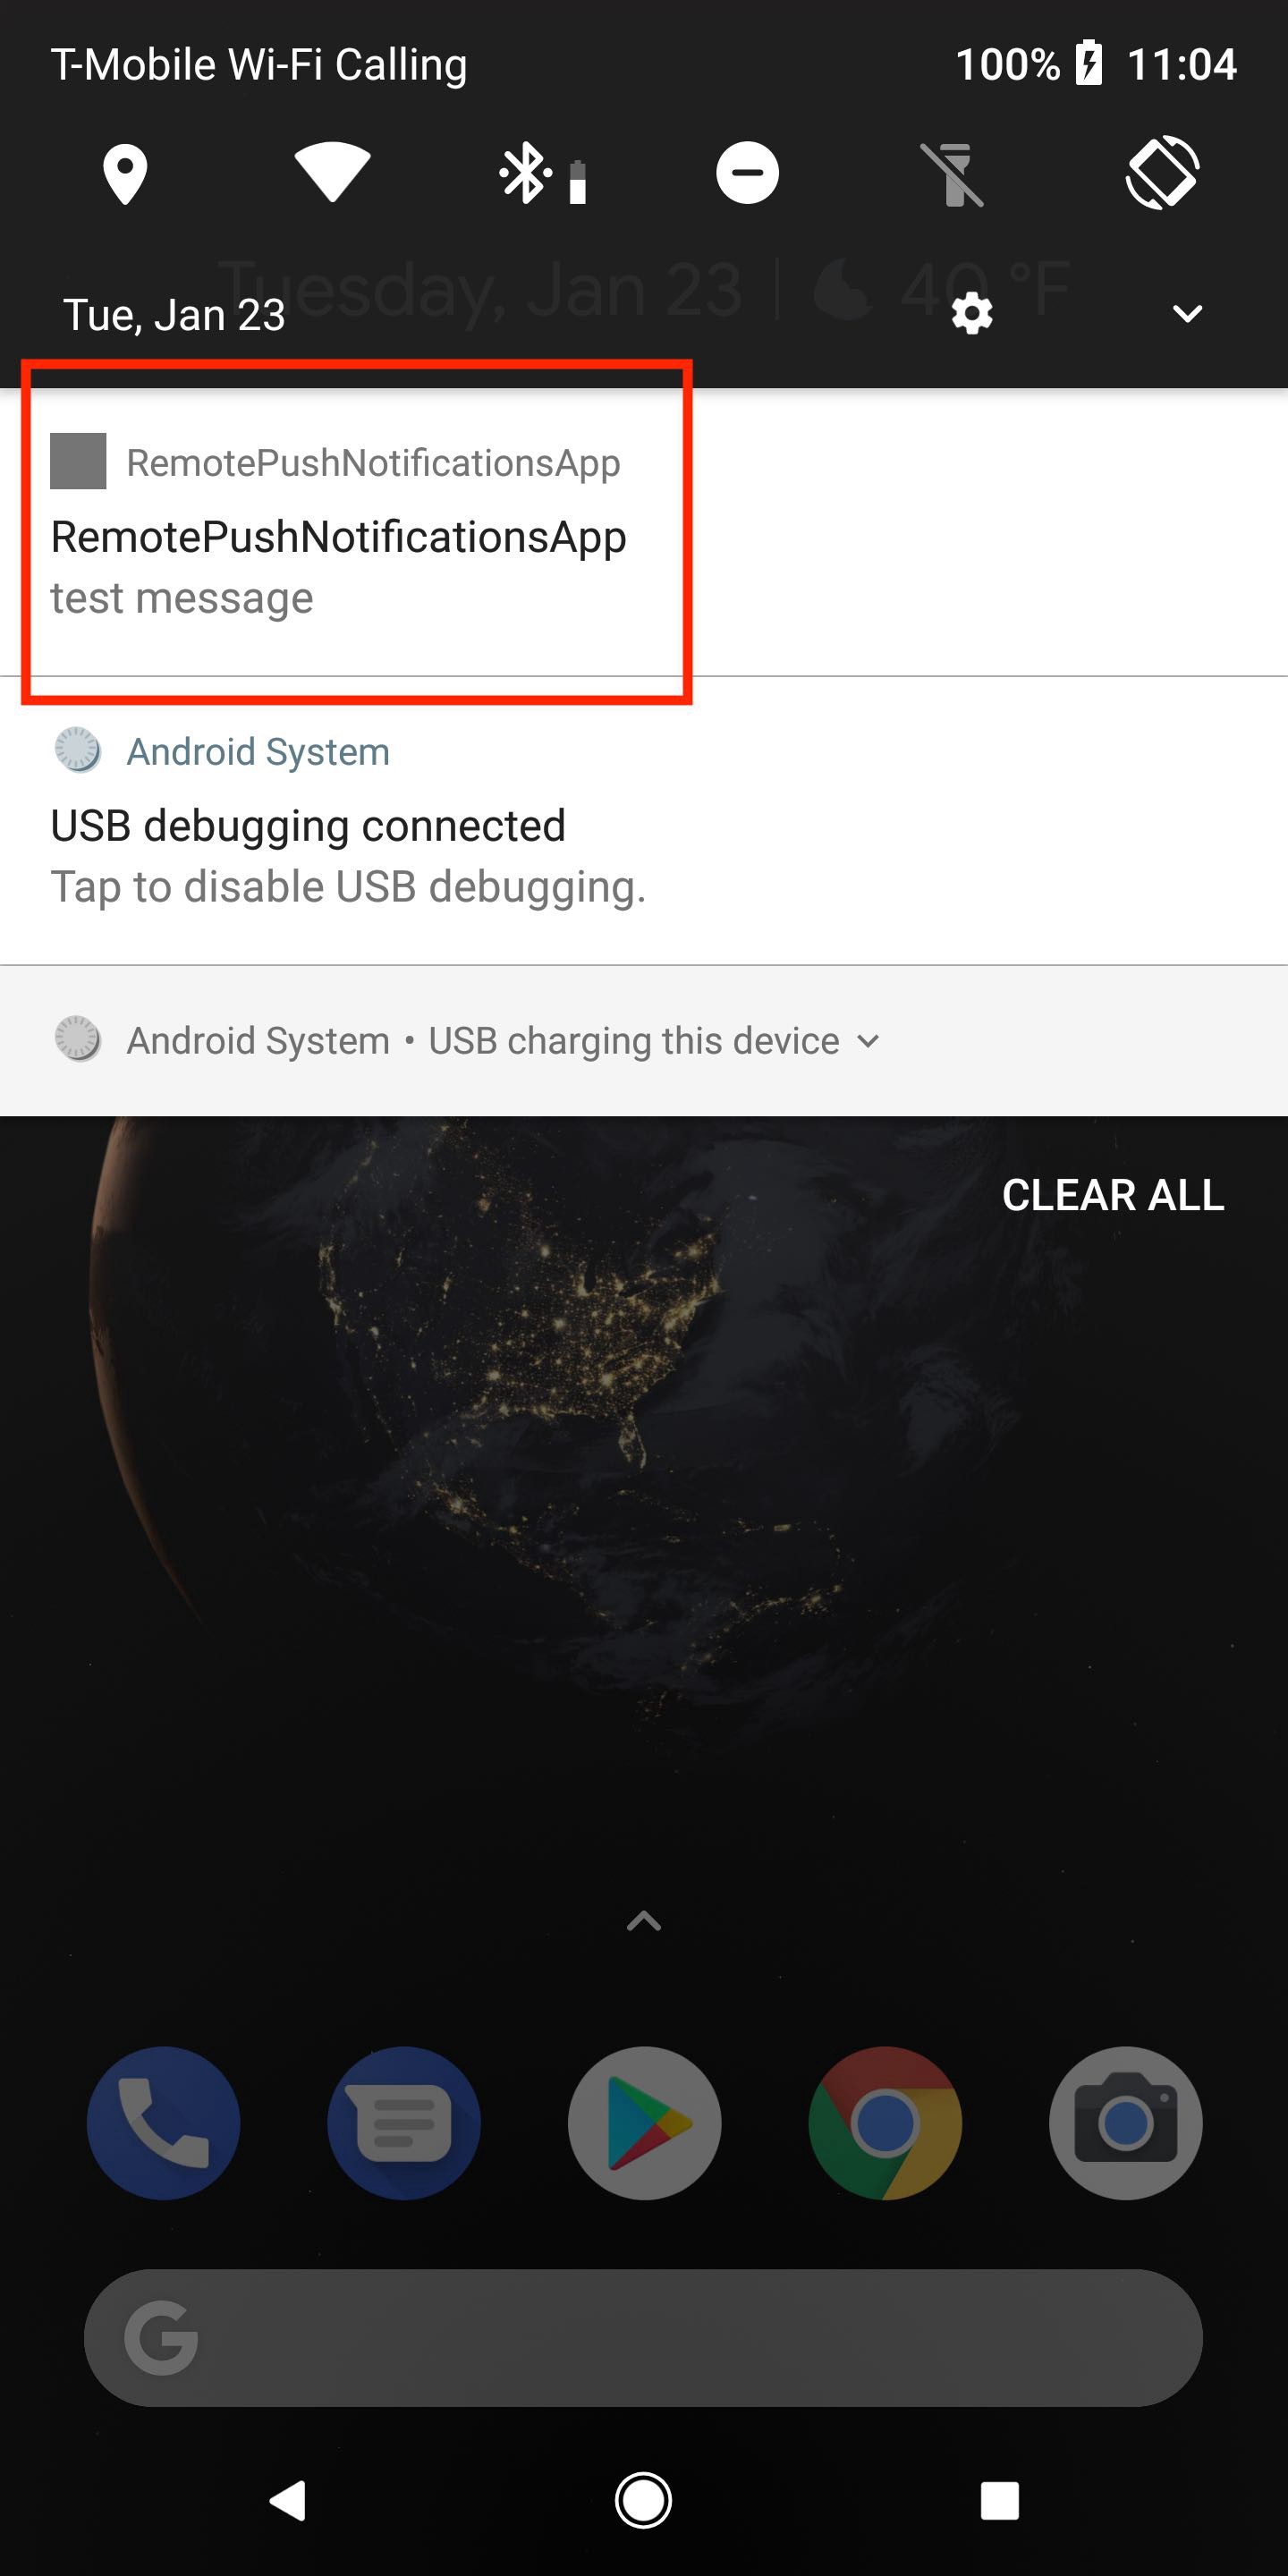 T-Mobile Wi-Fi Calling 100% 11:04
Tuesday, Jan 23 | 40 °F
Tue, Jan 23
RemotePushNotificationsApp
RemotePushNotificationsApp
test message
Android System
USB debugging connected
Tap to disable USB debugging.
Android System • USB charging this device
CLEAR ALL
G